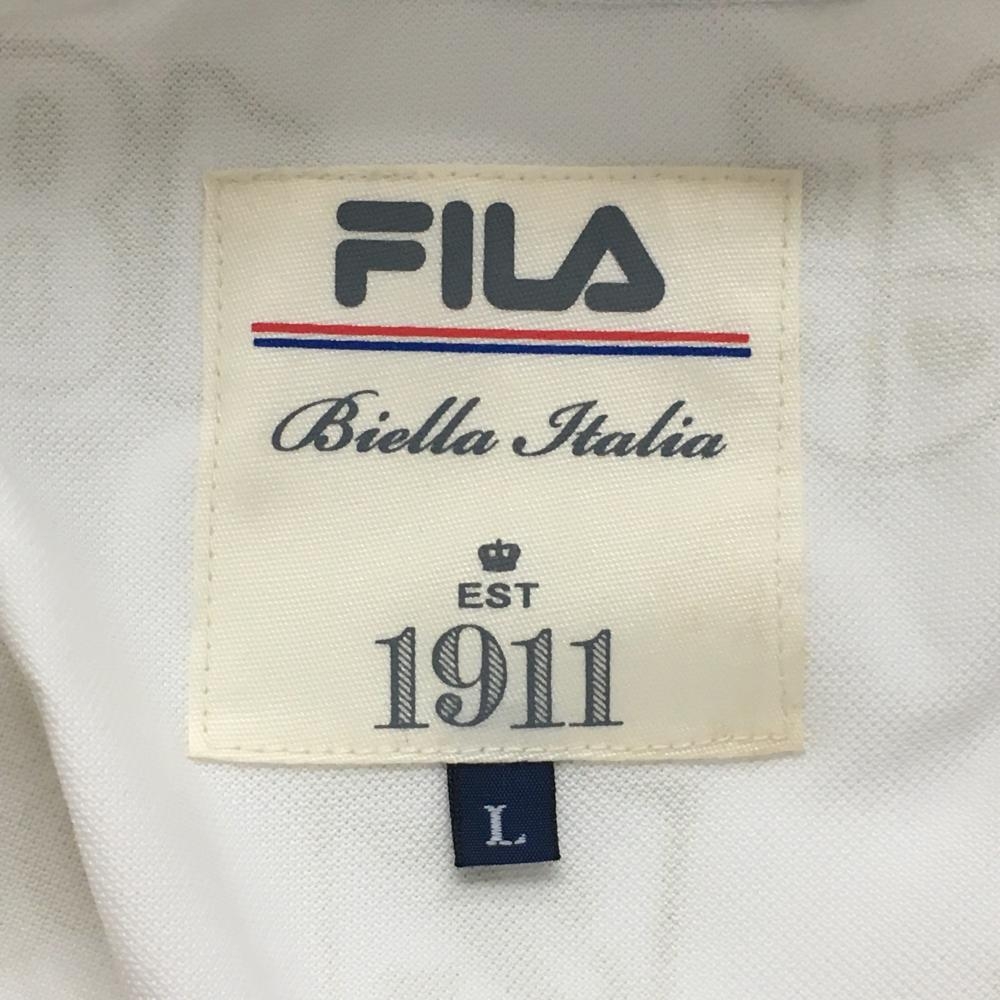 FILA
Biella Italia
EST
1911
L